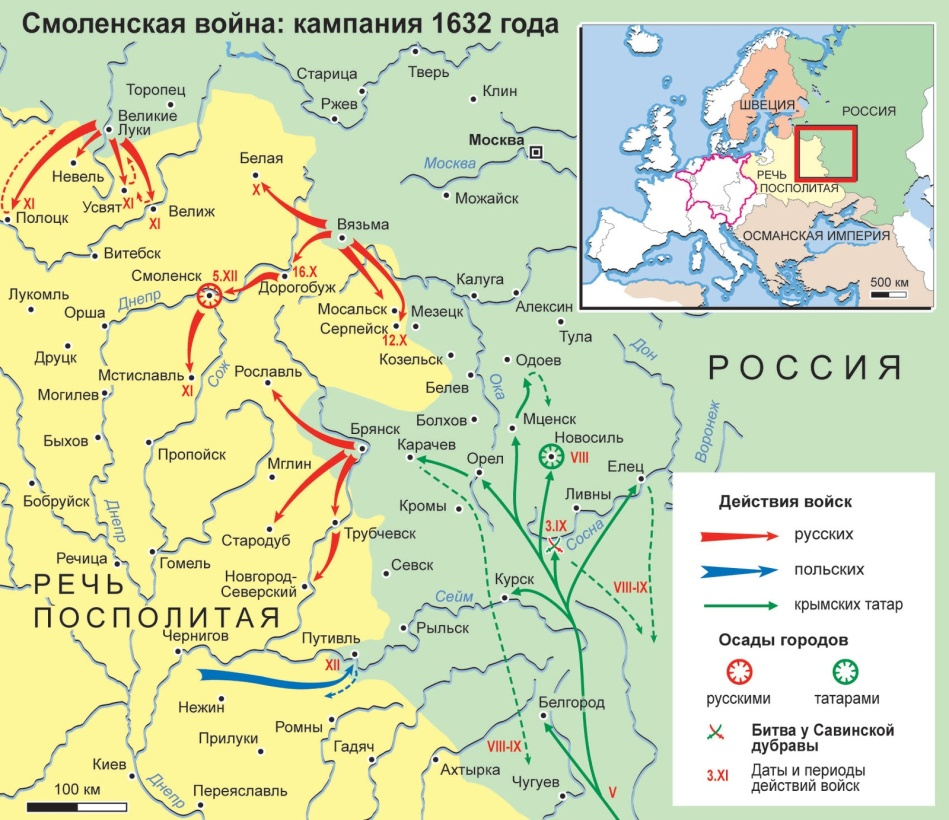 Смоленская война: кампания 1632 года
Торопец
Великие
Луки
Старица
Тверь
Ржев
Клин
Москва
Москва
Можайск
Невель
Усвят
XI
XI
Полоцк
Велиж
XI
Белая
X
Вязьма
Витебск
Смоленск
5.XII
16.X
Дорогобуж
Днепр
Лукомль
Орша
Друцк
Мстиславль
XI
Сож
Могилев
Быхов
Пропойск
Бобруйск
Днепр
Речица
Гомель
Мосальск
Серпейск
12.X
Мезецк
Калуга
Алексин
Тула
Козельск
Белев
Ока
Одоев
Дон
Рославль
Болхов
Мценск
Новосиль
VIII
Воронеж
Брянск
Карачев
Орел
Елец
Мглин
Кромы
Ливны
3.IX
Сосна
Стародуб
Трубчевск
Севск
Новгород-
Северский
Курск
Сейм
VIII-IX
Рыльск
РЕЧЬ
ПОСПОЛИТАЯ
РОССИЯ
Чернигов
Путивль
XII
Нежин
Ромны
Прилуки
Гадяч
Белгород
VIII-IX
Ахтырка
Чугуев
V
Киев
Днепр
Переяславль
100 км
ШВЕЦИЯ
РОССИЯ
РЕЧЬ
ПОСПОЛИТАЯ
ОСМАНСКАЯ ИМПЕРИЯ
500 км
Действия войск
русских
польских
крымских татар
Осады городов
русскими
татарами
Битва у Савинской
дубравы
3.XI
Даты и периоды
действий войск